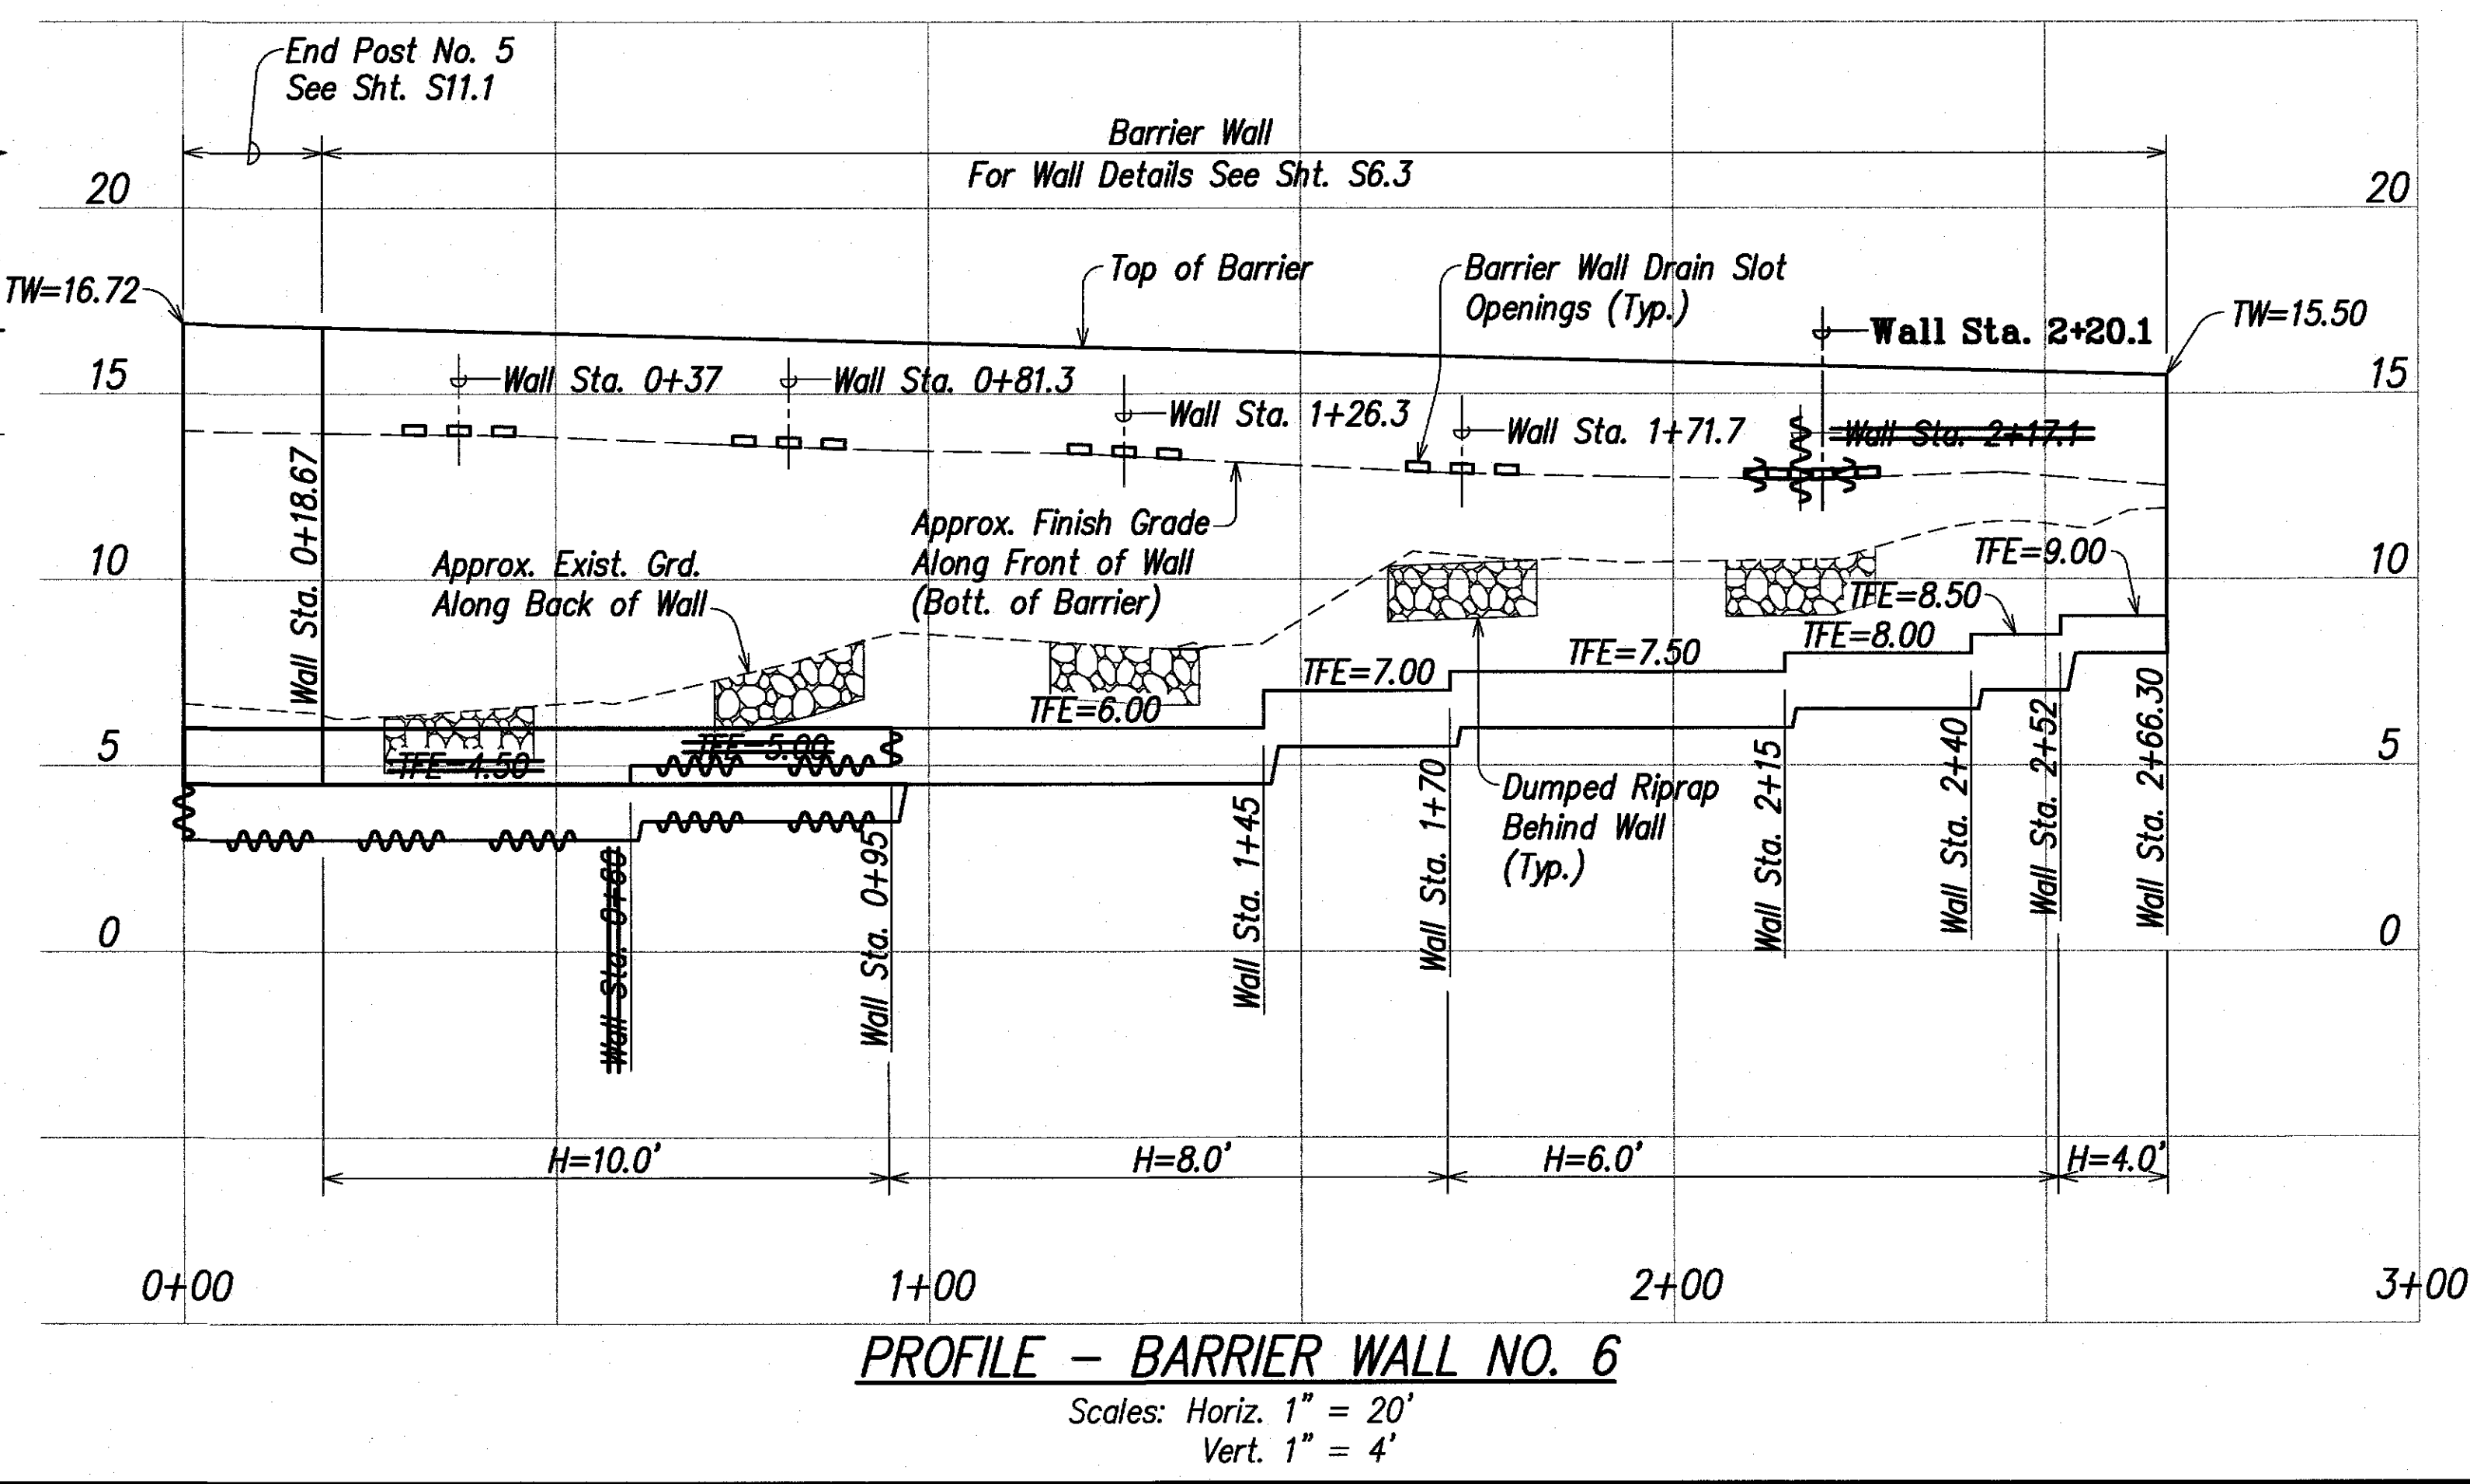 End Post No. 5
See Sht. S11.1
Barrier Wall
For Wall Details See Sht. S6.3
20
20
TW=16.72
Top of Barrier
Barrier Wall Drain Slot
Openings (Typ.)
Wall Sta. 2+20.1
TW=15.50
15
15
Wall Sta. 0+37
Wall Sta. 0+81.3
Wall Sta. 1+26.3
Wall Sta. 1+71.7
Wall Sta. 2+17.1
Wall Sta. 0+18.67
Approx. Finish Grade
Along Front of Wall
(Bott. of Barrier)
Approx. Exist. Grd.
Along Back of Wall
10
10
TFE=9.00
TFE=8.50
TFE=8.00
TFE=7.50
TFE=7.00
TFE=6.00
TFE=5.00
TFE=4.50
5
5
Dumped Riprap
Behind Wall
(Typ.)
Wall Sta. 0+60
Wall Sta. 0+95
Wall Sta. 1+45
Wall Sta. 1+70
Wall Sta. 2+15
Wall Sta. 2+40
Wall Sta. 2+52
Wall Sta. 2+66.30
0
0
H=10.0'
H=8.0'
H=6.0'
H=4.0'
0+00
1+00
2+00
3+00
PROFILE – BARRIER WALL NO. 6
Scales: Horiz. 1" = 20'
Vert. 1" = 4'